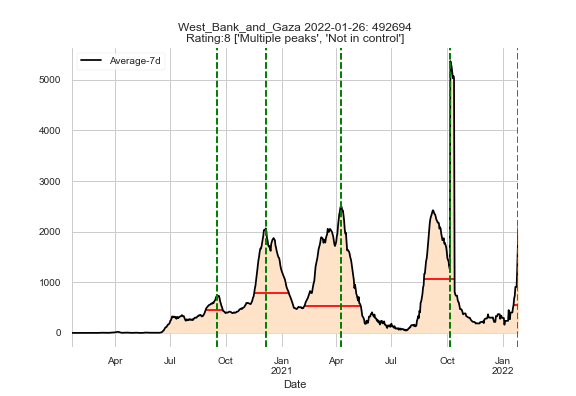 West_Bank_and_Gaza 2022-01-26: 492694
Rating:8 ['Multiple peaks', 'Not in control']
Average-7d
5000
4000
3000
2000
1000
0
Apr
Jul
Oct
Jan
2021
Apr
Jul
Oct
Jan
2022
Date